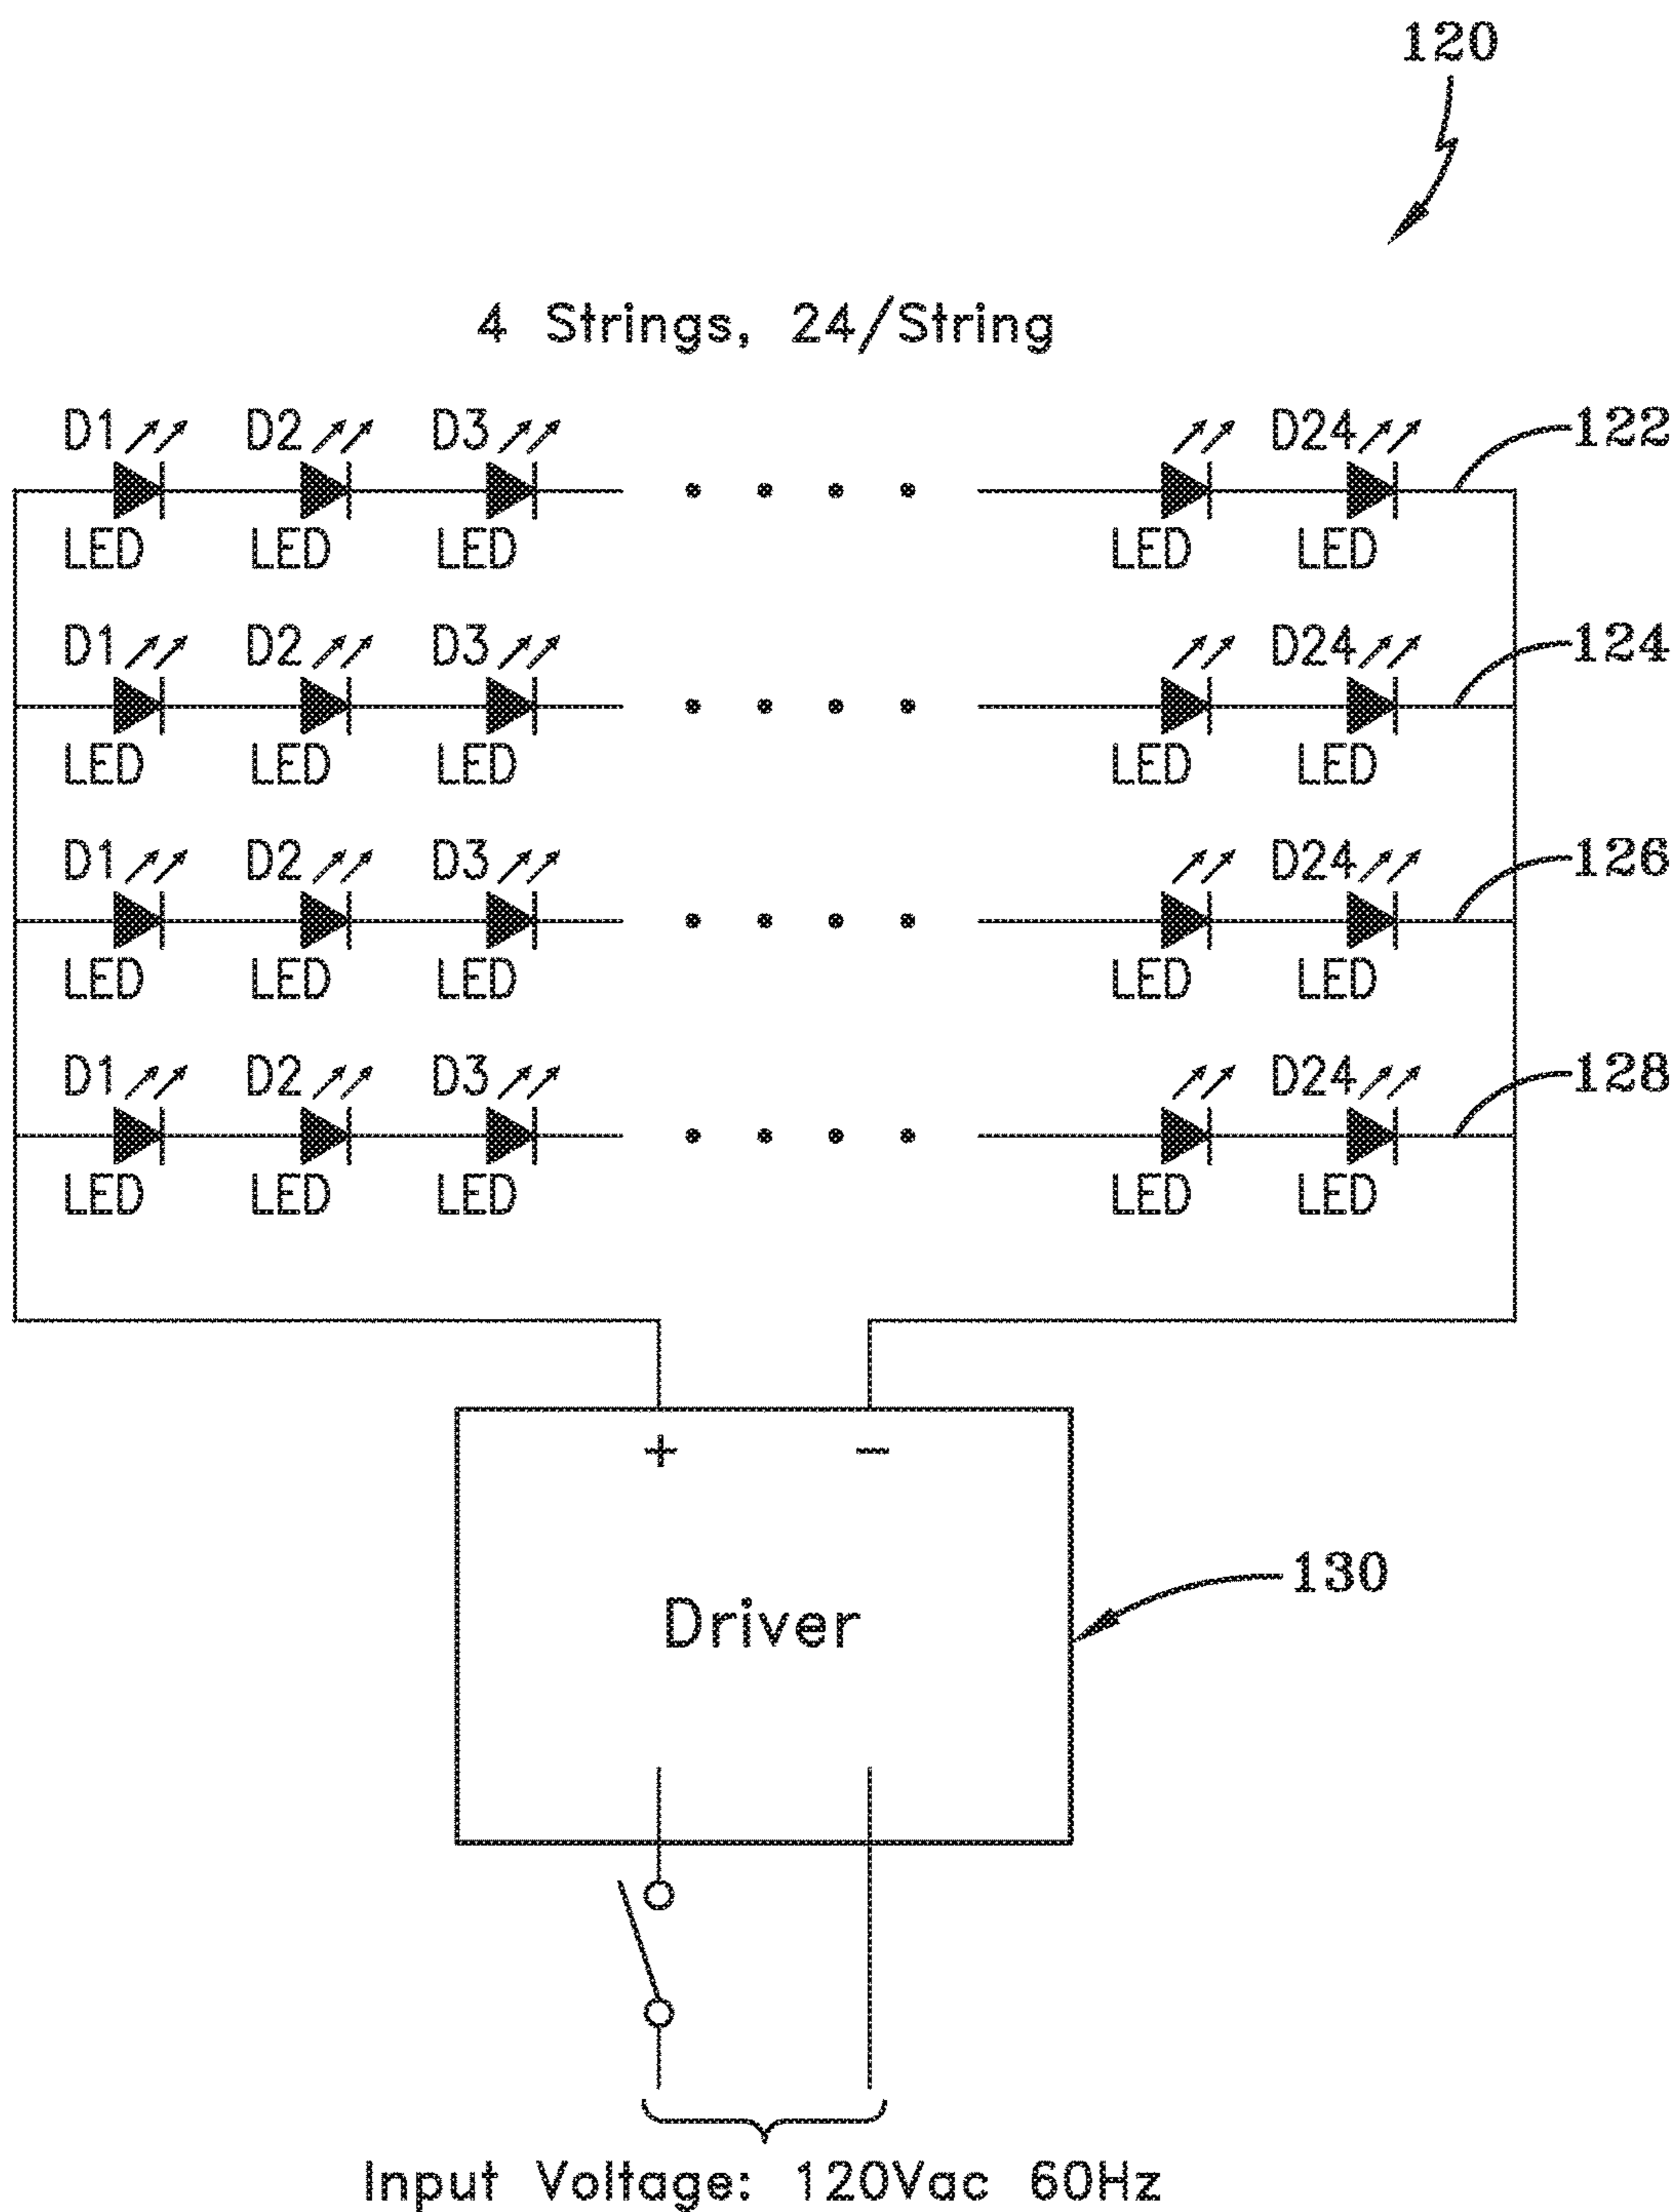 120
4 Strings, 24/String
D1 D2 D3 D24 122
LED LED LED LED LED
D1 D2 D3 D24 124
LED LED LED LED LED
D1 D2 D3 D24 126
LED LED LED LED LED
D1 D2 D3 D24 128
LED LED LED LED LED
+ −
Driver
130
Input Voltage: 120Vac 60Hz